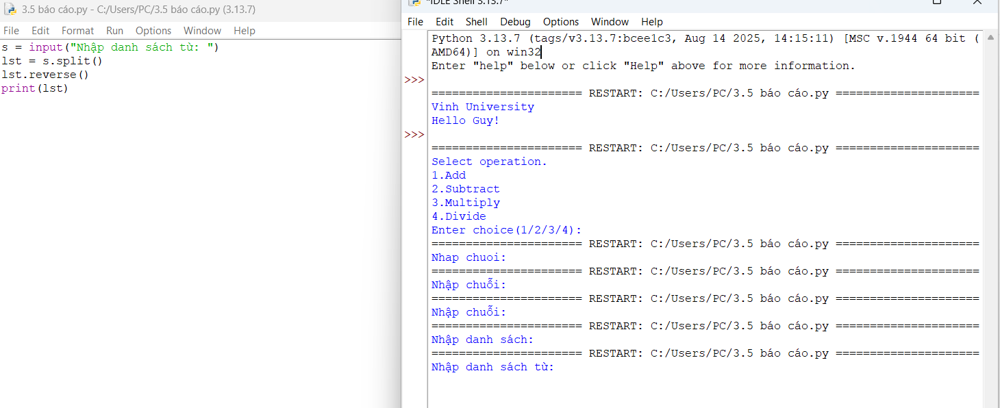 3.5 báo cáo.py - C:/Users/PC/3.5 báo cáo.py (3.13.7)
File Edit Format Run Options Window Help
s = input("Nhập danh sách từ: ")
lst = s.split()
lst.reverse()
print(lst)
*IDLE Shell 3.13.7*
File Edit Shell Debug Options Window Help
Python 3.13.7 (tags/v3.13.7:bcee1c3, Aug 14 2025, 14:15:11) [MSC v.1944 64 bit (
AMD64)] on win32
Enter "help" below or click "Help" above for more information.
>>>
====================== RESTART: C:/Users/PC/3.5 báo cáo.py =====================
Vinh University
Hello Guy!
>>>
====================== RESTART: C:/Users/PC/3.5 báo cáo.py =====================
Select operation.
1.Add
2.Subtract
3.Multiply
4.Divide
Enter choice(1/2/3/4):
====================== RESTART: C:/Users/PC/3.5 báo cáo.py =====================
Nhap chuoi:
====================== RESTART: C:/Users/PC/3.5 báo cáo.py =====================
Nhập chuỗi:
====================== RESTART: C:/Users/PC/3.5 báo cáo.py =====================
Nhập chuỗi:
====================== RESTART: C:/Users/PC/3.5 báo cáo.py =====================
Nhập danh sách:
====================== RESTART: C:/Users/PC/3.5 báo cáo.py =====================
Nhập danh sách từ: